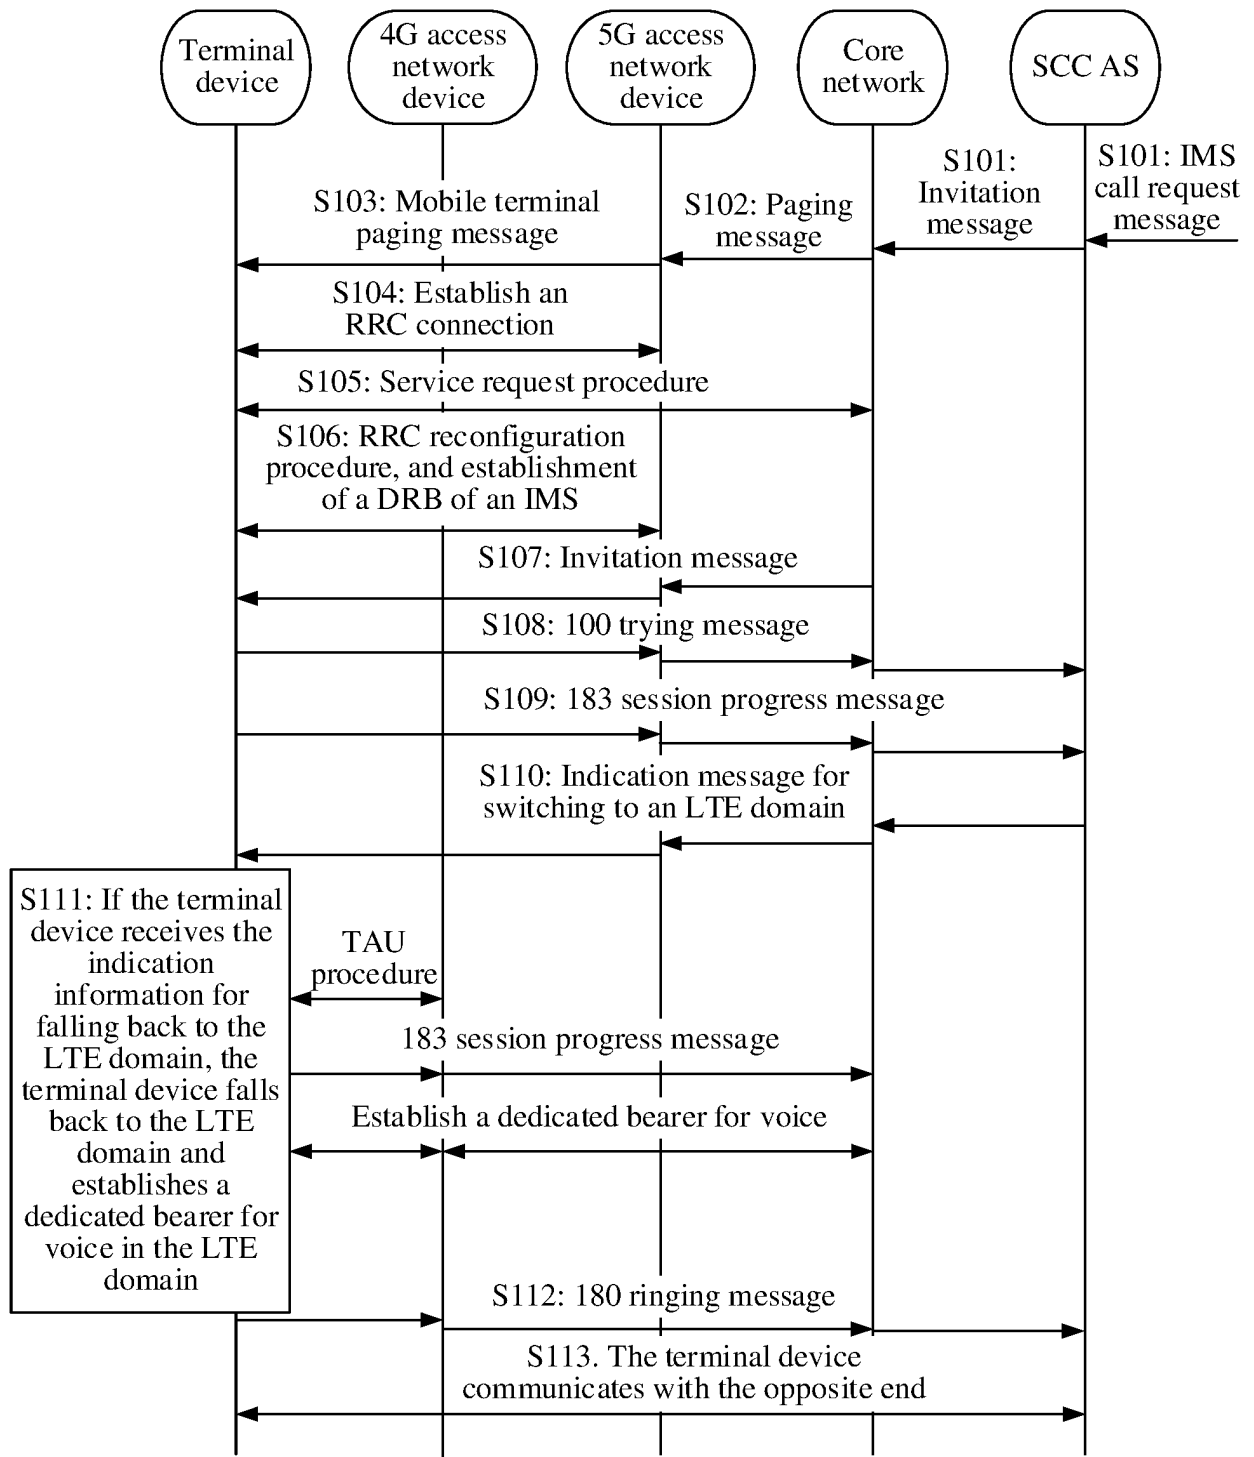 Terminal
device
4G access
network
device
5G access
network
device
Core
network
SCC AS
S101: IMS
call request
message
S101:
Invitation
message
S102: Paging
message
S103: Mobile terminal
paging message
S104: Establish an
RRC connection
S105: Service request procedure
S106: RRC reconfiguration
procedure, and establishment
of a DRB of an IMS
S107: Invitation message
S108: 100 trying message
S109: 183 session progress message
S110: Indication message for
switching to an LTE domain
S111: If the terminal
device receives the
indication
information for
falling back to the
LTE domain, the
terminal device falls
back to the LTE
domain and
establishes a
dedicated bearer for
voice in the LTE
domain
TAU
procedure
183 session progress message
Establish a dedicated bearer for voice
S112: 180 ringing message
S113. The terminal device
communicates with the opposite end